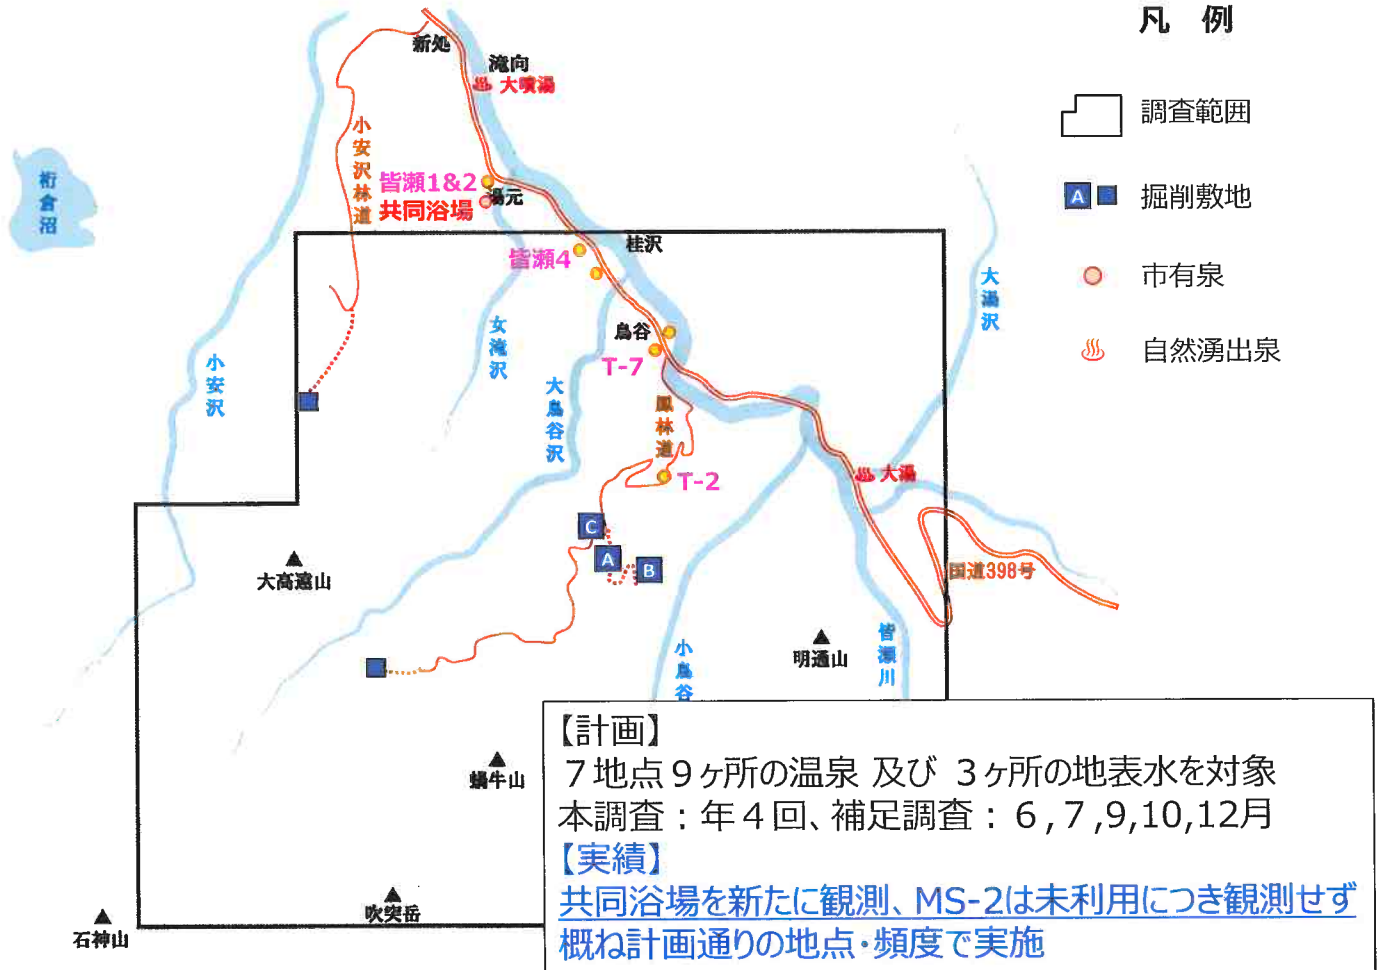 凡 例
調査範囲
A
掘削敷地
市有泉
自然湧出泉
新処
滝向
大噴湯
小安沢林道
桁倉沼
皆瀬1&2
湯元
共同浴場
桂沢
皆瀬4
大湯沢
女滝沢
鳥谷
T-7
小安沢
大鳥谷沢
鳳林道
T-2
大湯
C
A
B
国道398号
大高遠山
小鳥谷
明通山
皆瀬川
蝸牛山
吹突岳
石神山
【計画】
７地点９ヶ所の温泉 及び ３ヶ所の地表水を対象
本調査：年４回、補足調査：６,７,9,10,12月
【実績】
共同浴場を新たに観測、MS-2は未利用につき観測せず
概ね計画通りの地点・頻度で実施